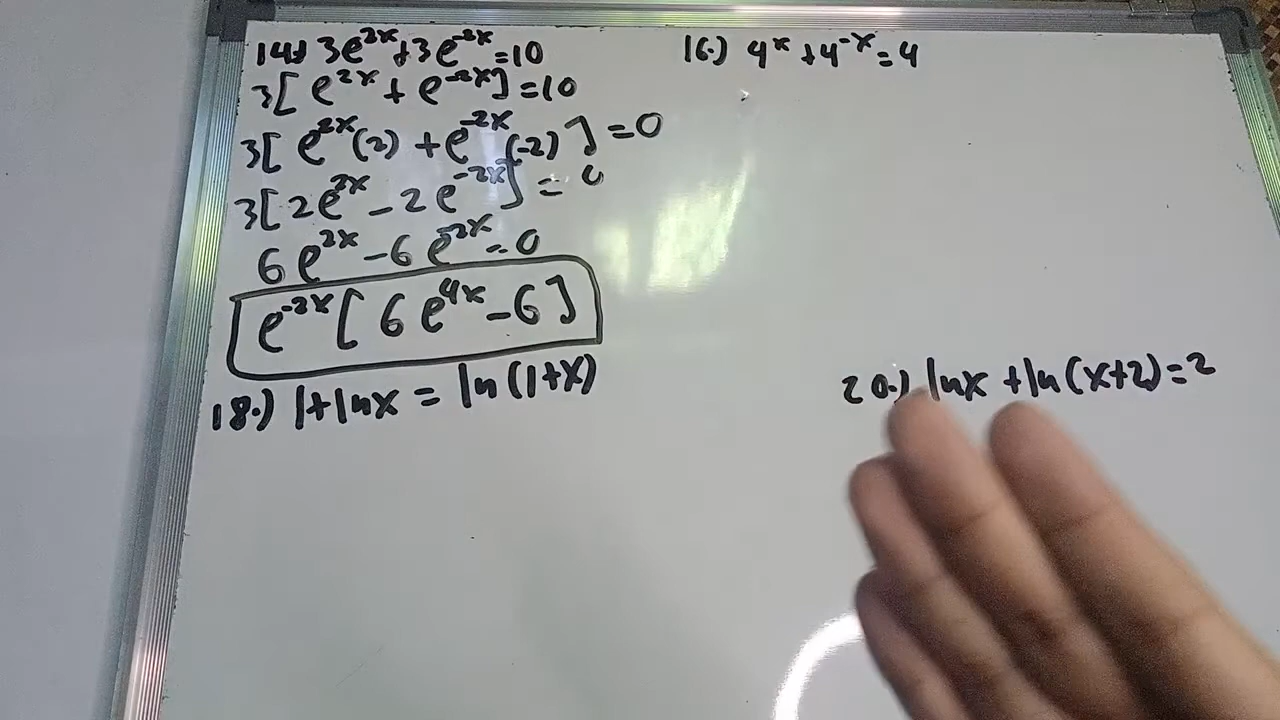 14.) 3e^2x + 3e^-2x = 10
3[e^2x + e^-2x] = 10
3[e^2x(2) + e^-2x(-2)] = 0
3[2e^2x - 2e^-2x] = 0
6e^2x - 6e^-2x = 0
e^-2x[6e^4x - 6]
16.) 4^x + 4^-x = 4
18.) 1+lnx = ln(1+x)
20.) lnx + ln(x+2) = 2